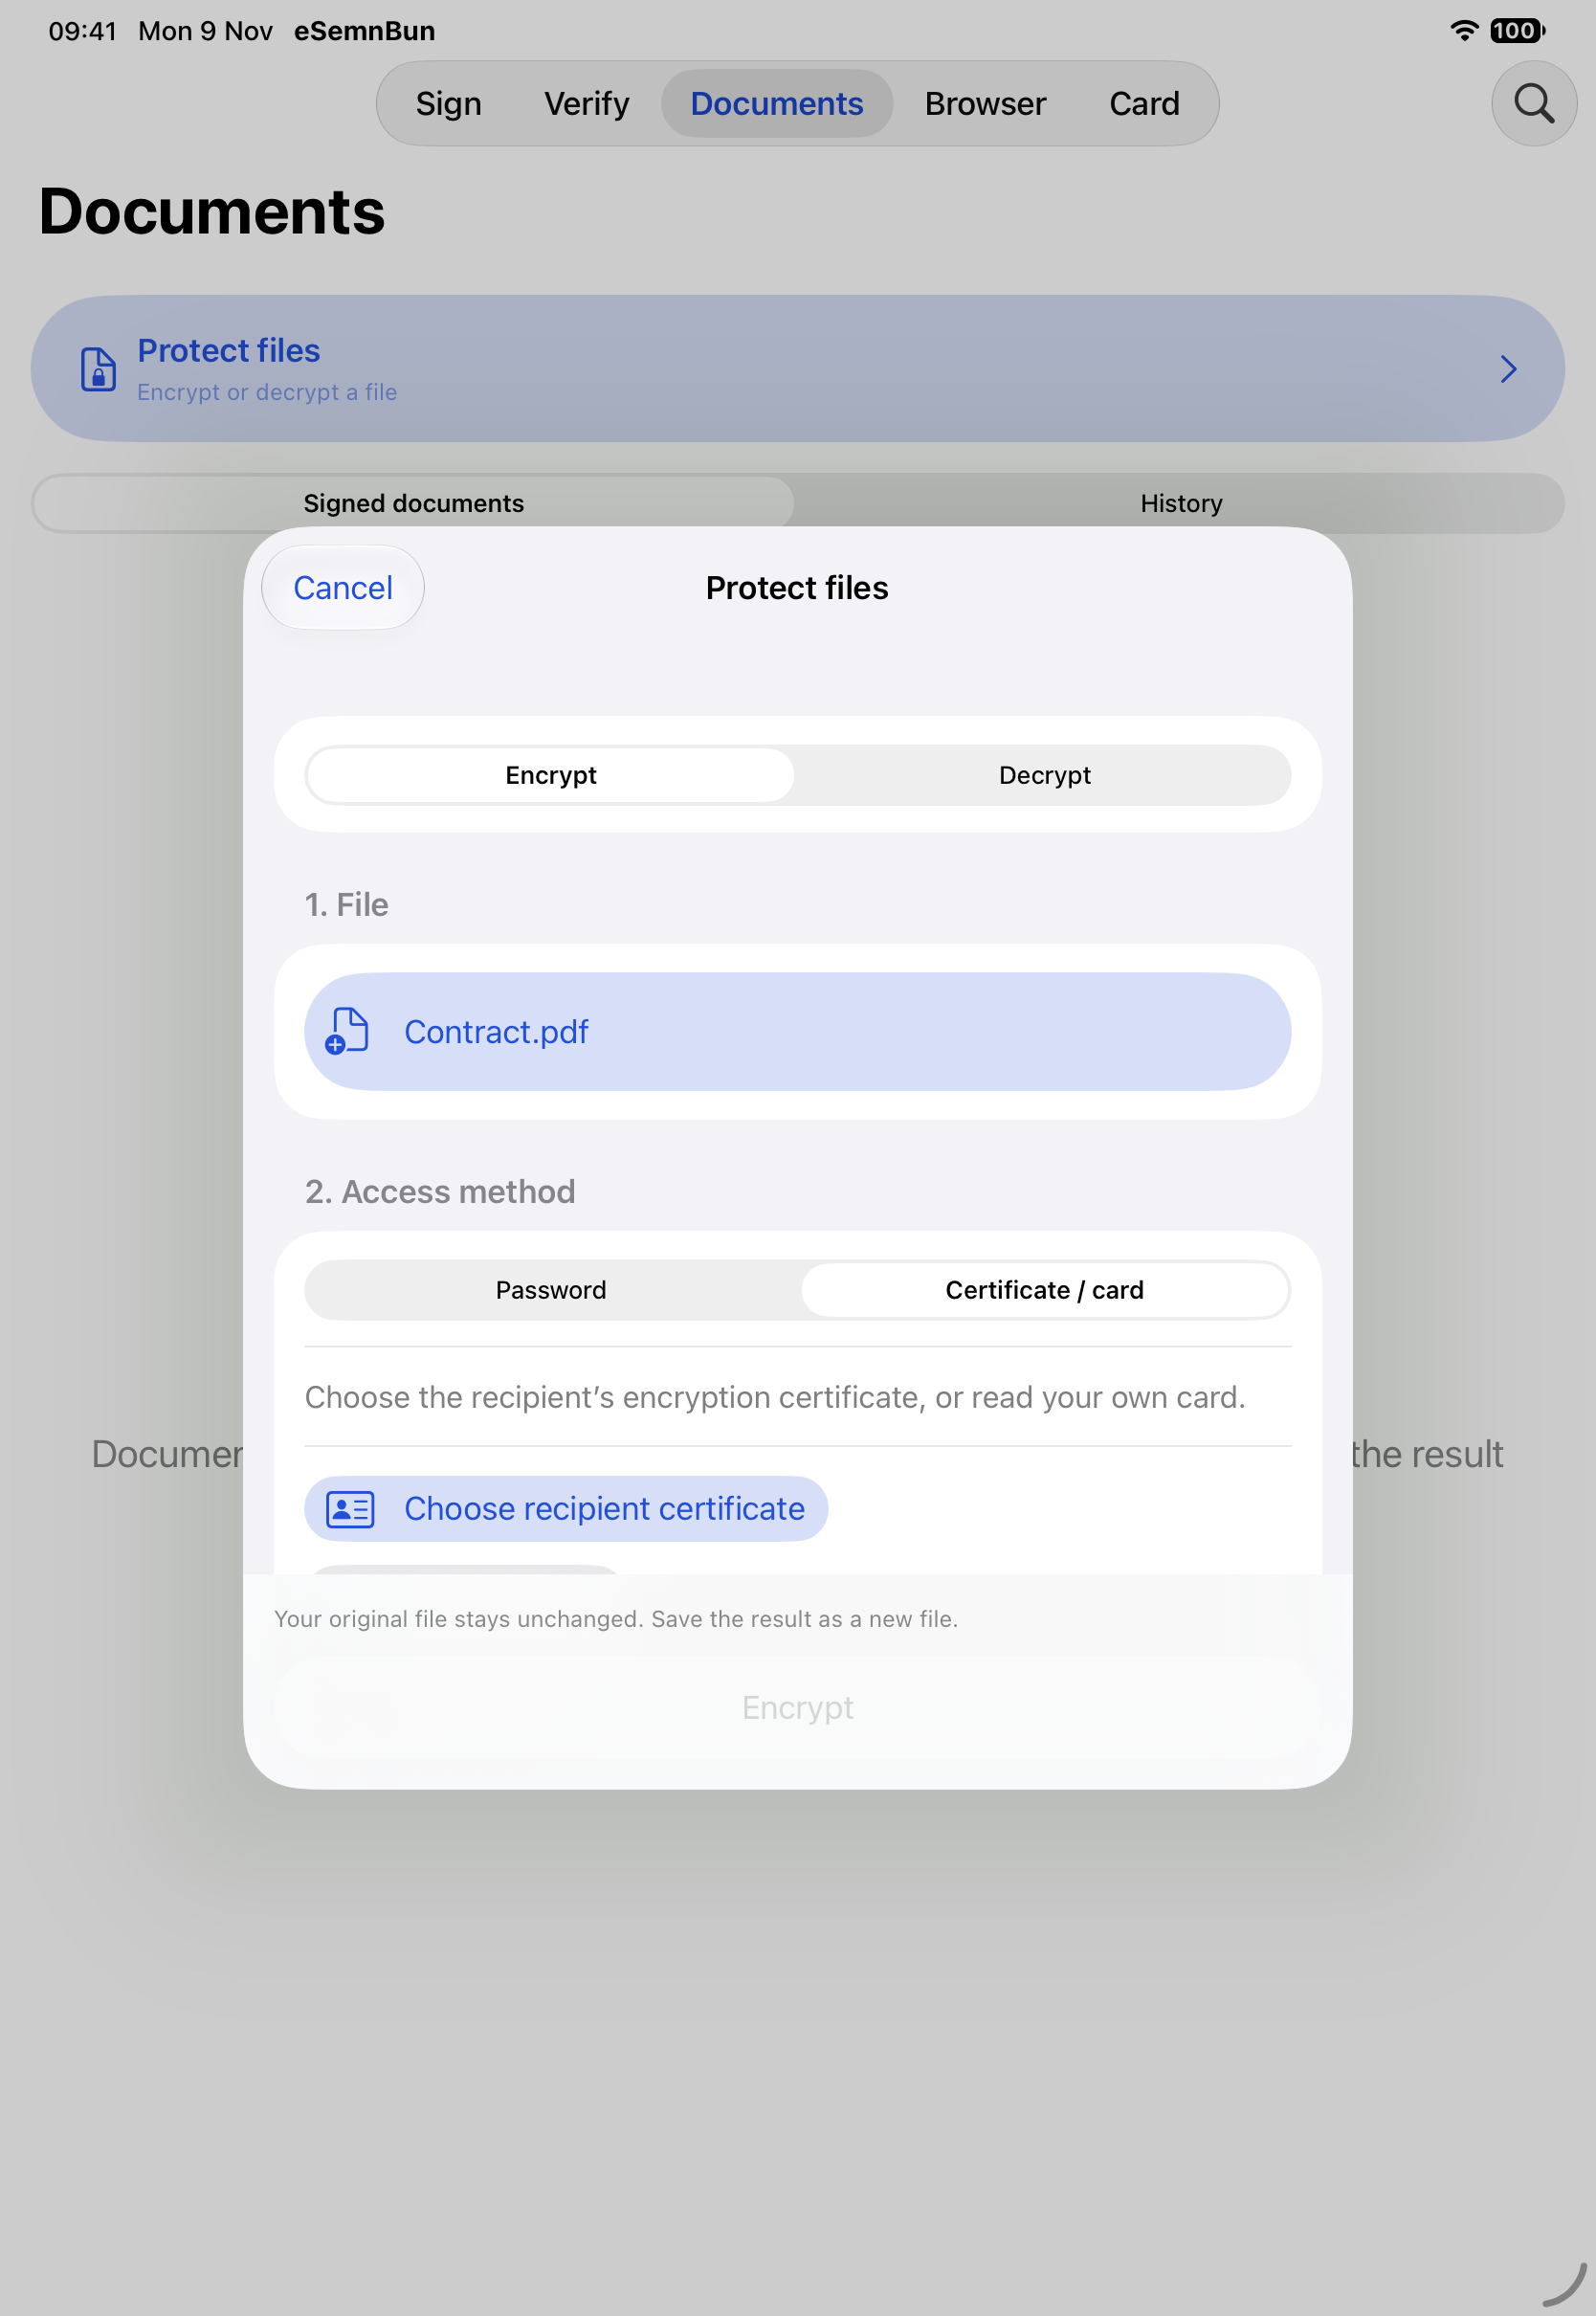 09:41 Mon 9 Nov eSemnBun 100
Sign Verify Documents Browser Card
Documents
Protect files
Encrypt or decrypt a file
Signed documents History
Cancel Protect files
Encrypt Decrypt
1. File
Contract.pdf
2. Access method
Password Certificate / card
Choose the recipient’s encryption certificate, or read your own card.
the result
Choose recipient certificate
Your original file stays unchanged. Save the result as a new file.
Encrypt